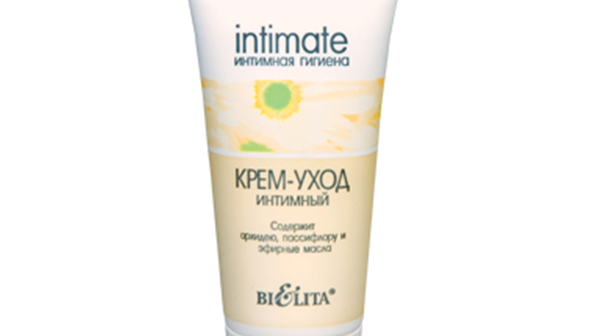 intimate
ИНТИМНАЯ ГИГИЕНА
КРЕМ-УХОД
ИНТИМНЫЙ
Содержит
орхидею, пассифлору и
эфирные масла
BIELITA®